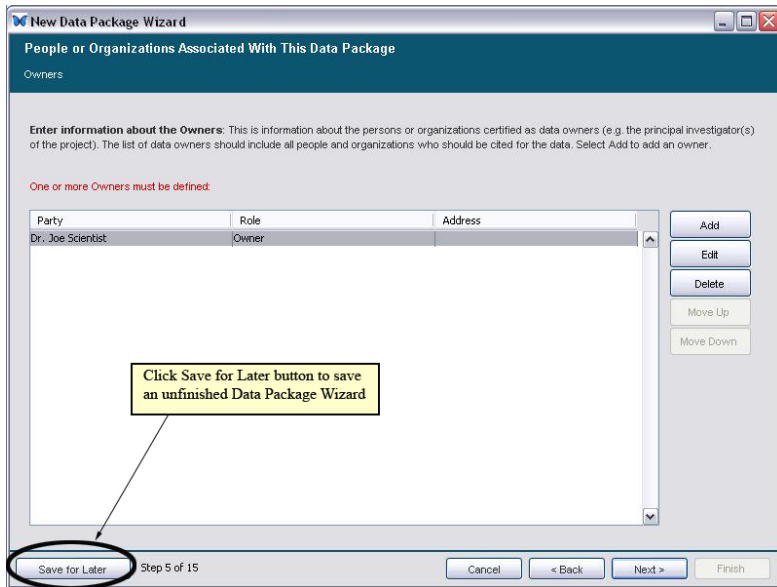 New Data Package Wizard
People or Organizations Associated With This Data Package
Owners
Enter information about the Owners: This is information about the persons or organizations certified as data owners (e.g. the principal investigator(s)
of the project). The list of data owners should include all people and organizations who should be cited for the data. Select Add to add an owner.
One or more Owners must be defined:
Party Role Address
Dr. Joe Scientist Owner
Add
Edit
Delete
Move Up
Move Down
Click Save for Later button to save
an unfinished Data Package Wizard
Save for Later Step 5 of 15 Cancel < Back Next > Finish